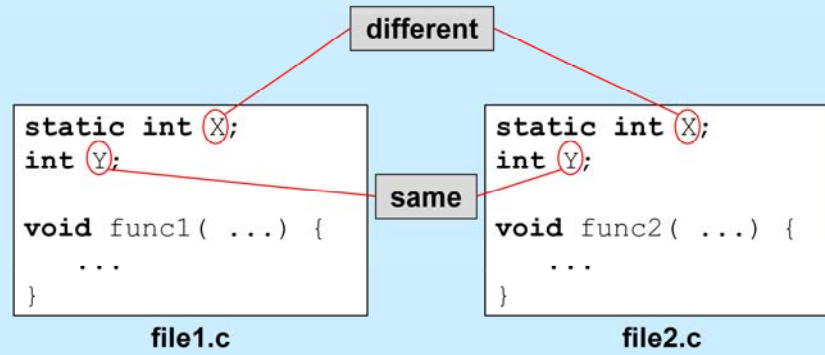 different
static int X;
int Y;
void func1( ...) {
...
}
file1.c
same
static int X;
int Y;
void func2( ...) {
...
}
file2.c